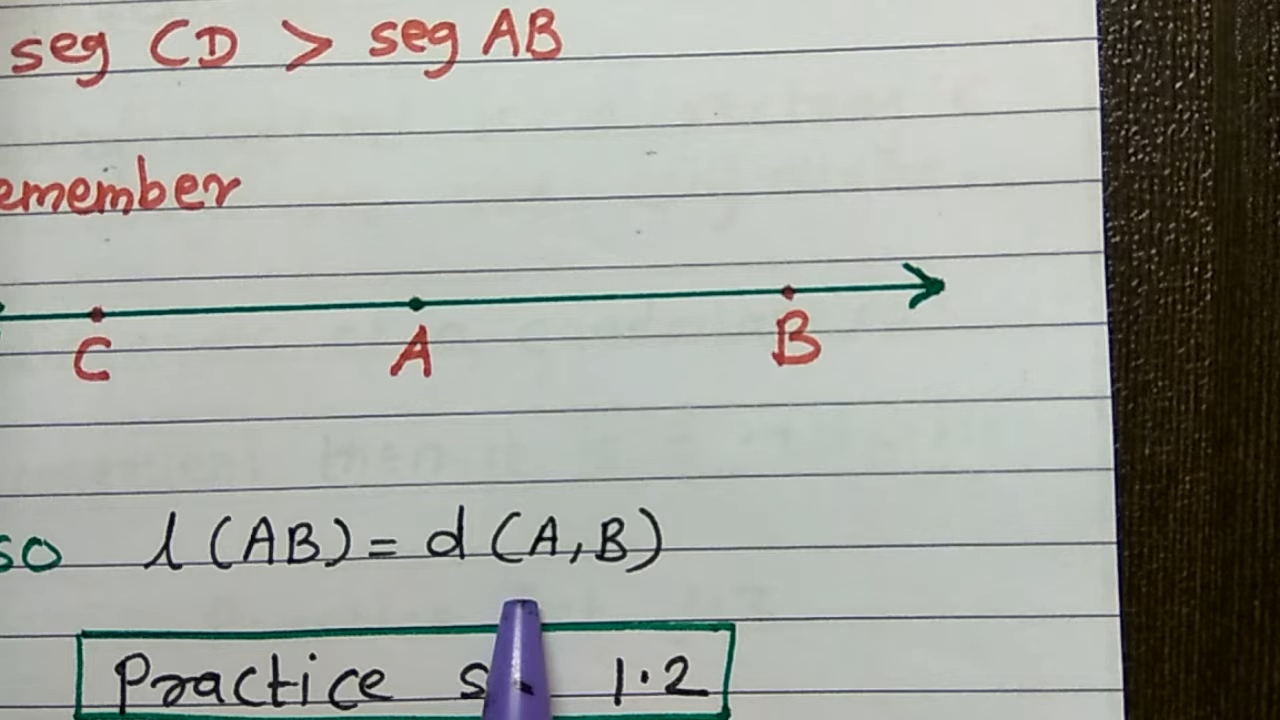 seg CD > seg AB
emember
C A B
so l (AB) = d (A, B)
Practice 1.2